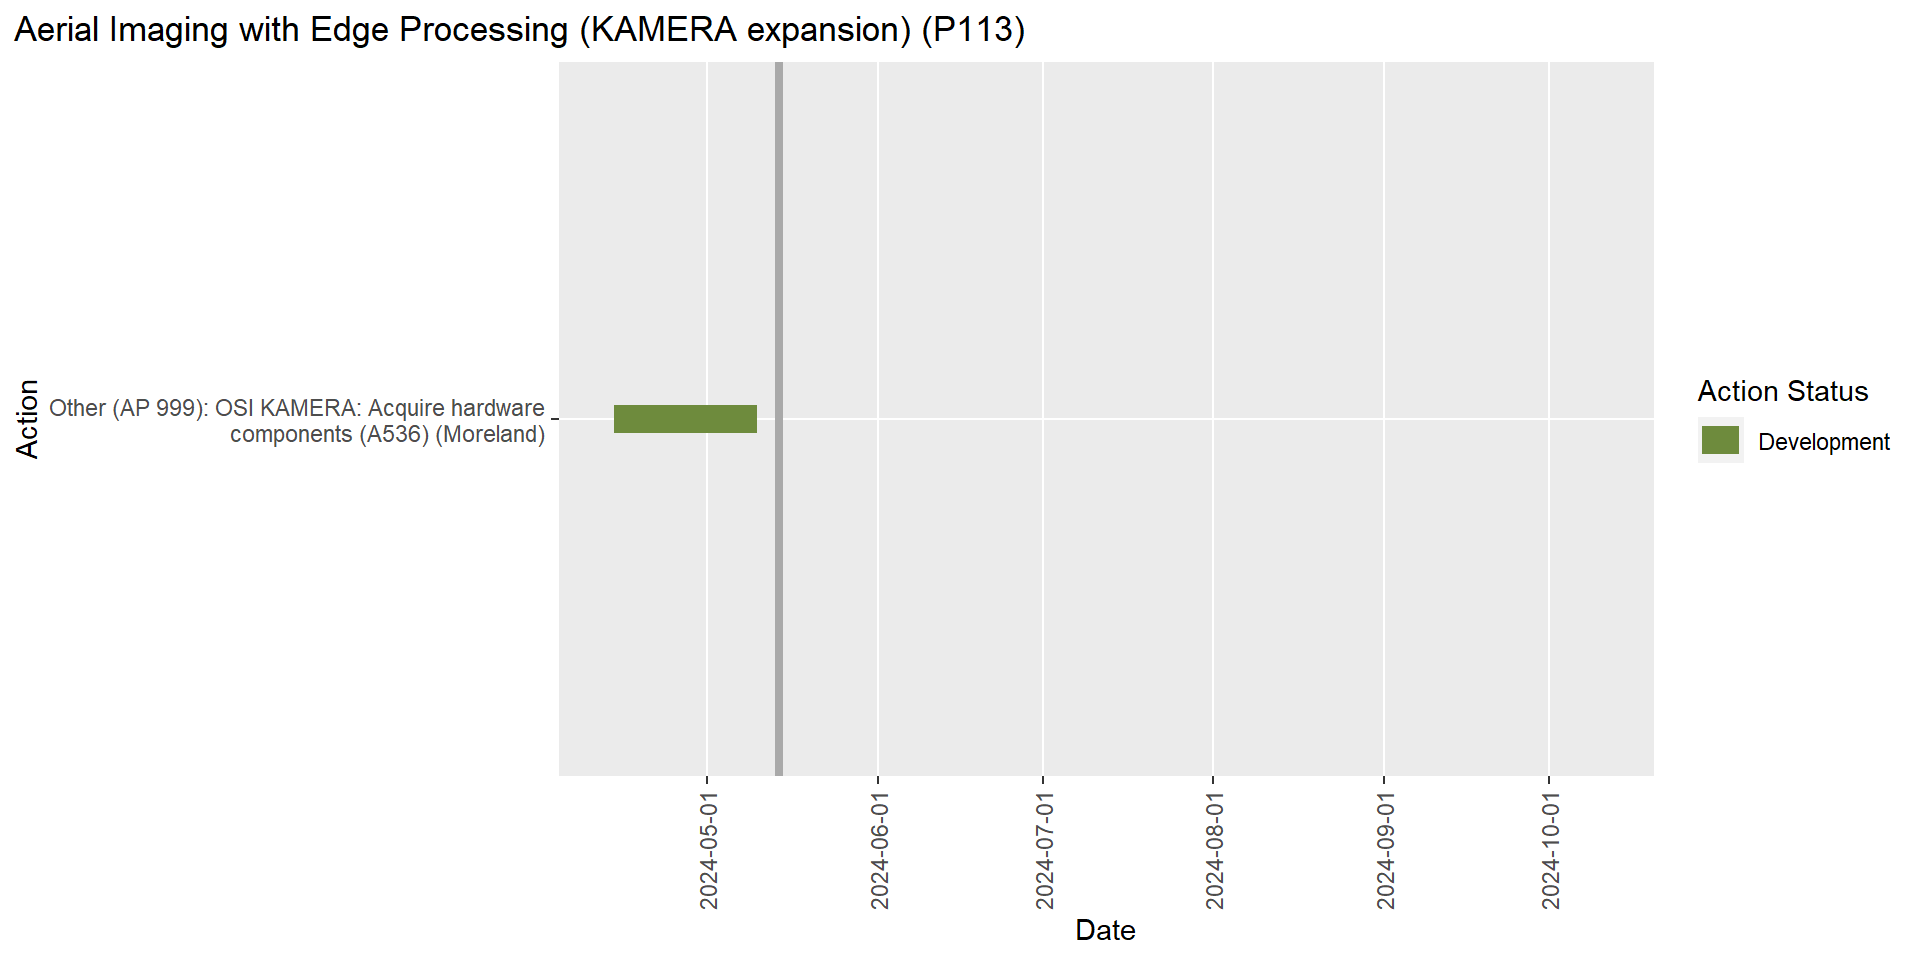 Aerial Imaging with Edge Processing (KAMERA expansion) (P113)
Action
Other (AP 999): OSI KAMERA: Acquire hardware
components (A536) (Moreland)
Action Status
Development
2024-05-01
2024-06-01
2024-07-01
2024-08-01
2024-09-01
2024-10-01
Date